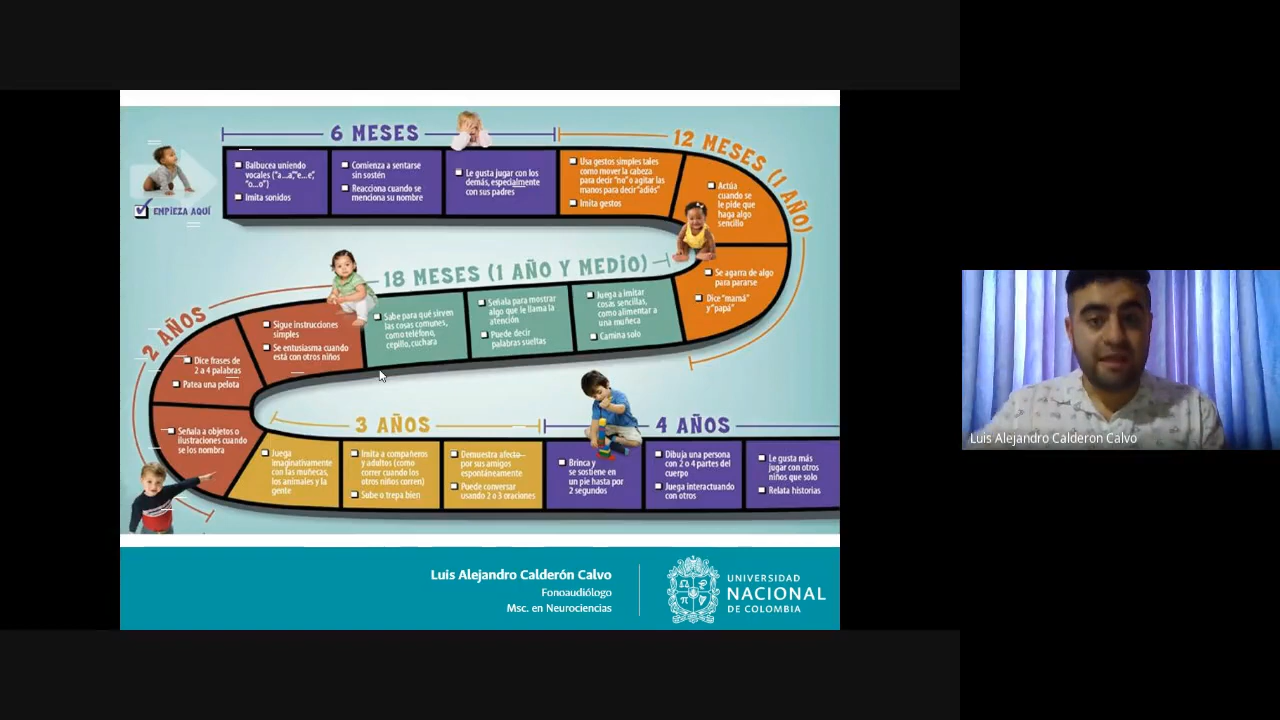 6 MESES
12 MESES (1 AÑO)
EMPIEZA AQUÍ
Balbucea uniendo
vocales ("a...a,"e...e",
"o...o")
Imita sonidos
Comienza a sentarse
sin sostén
Reacciona cuando se
menciona su nombre
Le gusta jugar con los
demás, especialmente
con sus padres
Usa gestos simples tales
como mover la cabeza
para decir "no" o agitar las
manos para decir "adiós"
Imita gestos
Actúa
cuando se
le pide que
haga algo
sencillo
Se agarra de algo
para pararse
Dice "mamá"
y "papá"
18 MESES (1 AÑO Y MEDIO)
Juega a imitar
cosas sencillas,
como alimentar a
una muñeca
Camina solo
Señala para mostrar
algo que le llama la
atención
Puede decir
palabras sueltas
Sabe para qué sirven
las cosas comunes,
como teléfono,
cepillo, cuchara
2 AÑOS
Sigue instrucciones
simples
Se entusiasma cuando
está con otros niños
Dice frases de
2 a 4 palabras
Patea una pelota
Señala a objetos o
ilustraciones cuando
se los nombra
3 AÑOS
Juega
imaginativamente
con las muñecas,
los animales y la
gente
Imita a compañeros
y adultos (como
correr cuando los
otros niños corren)
Sube o trepa bien
Demuestra afecto
por sus amigos
espontáneamente
Puede conversar
usando 2 o 3 oraciones
4 AÑOS
Brinca y
se sostiene en
un pie hasta por
2 segundos
Dibuja una persona
con 2 o 4 partes del
cuerpo
Juega interactuando
con otros
Le gusta más
jugar con otros
niños que solo
Relata historias
Luis Alejandro Calderón Calvo
Fonoaudiólogo
Msc. en Neurociencias
UNIVERSIDAD
NACIONAL
DE COLOMBIA
Luis Alejandro Calderon Calvo